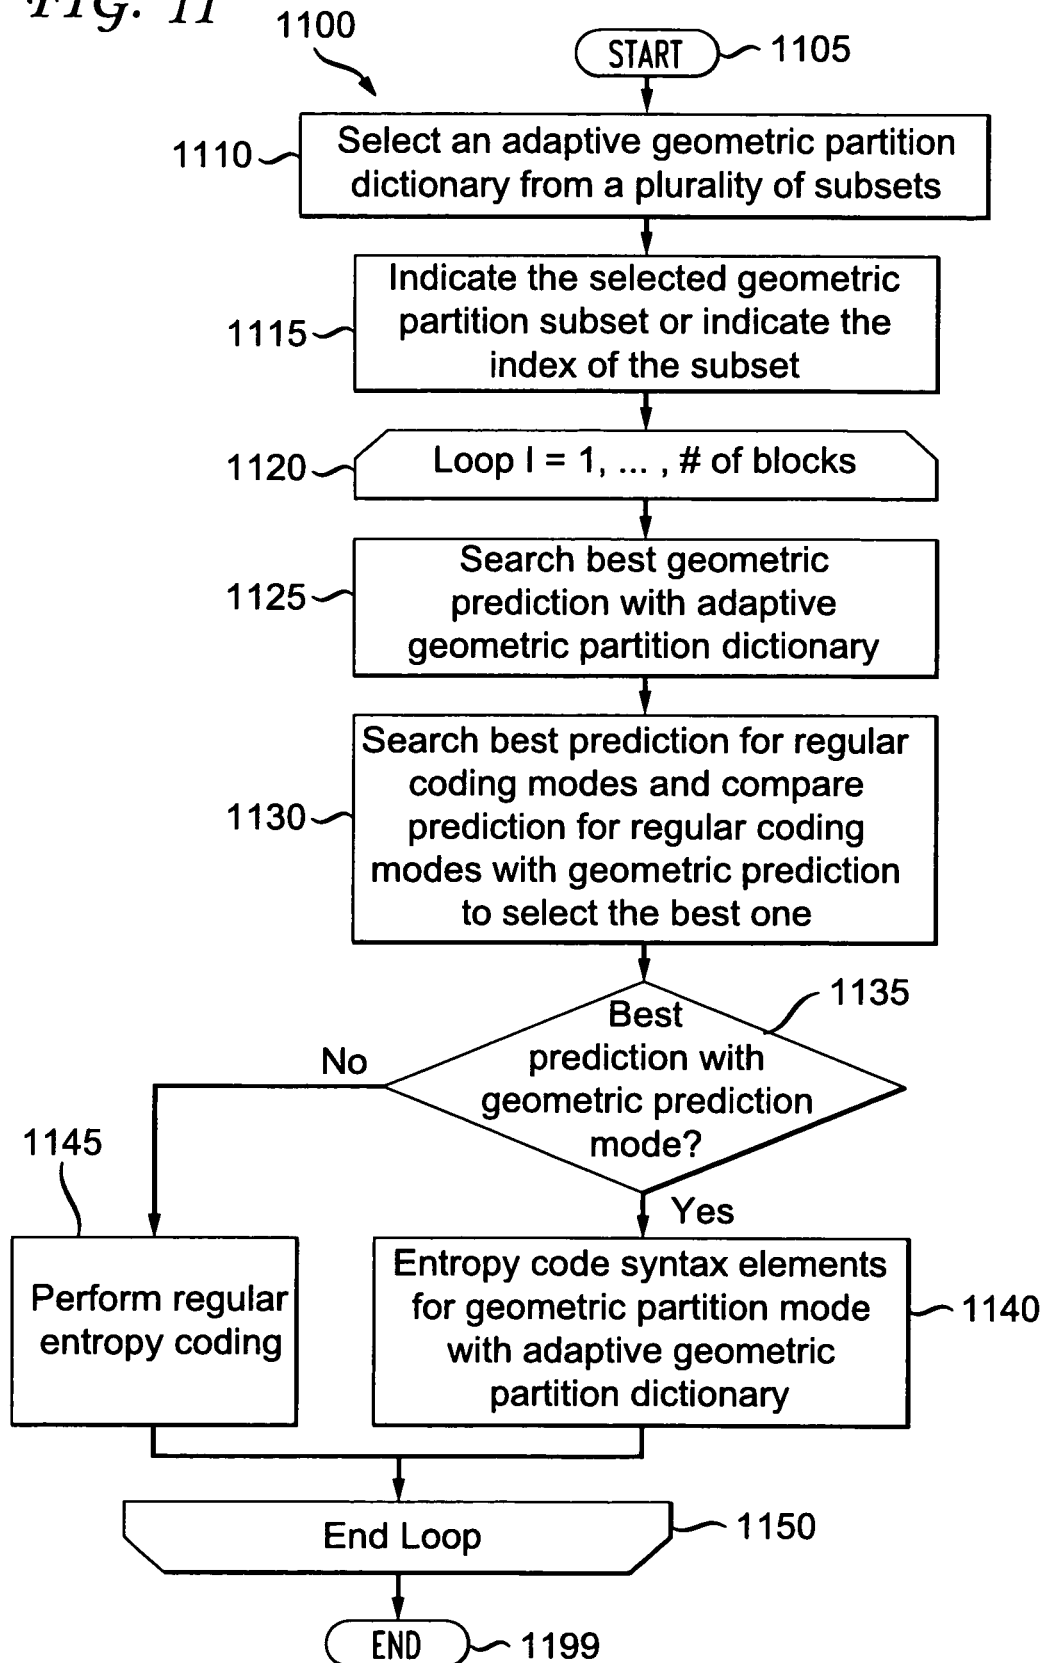 FIG. 11
1100
START
1105
1110
Select an adaptive geometric partition
dictionary from a plurality of subsets
1115
Indicate the selected geometric
partition subset or indicate the
index of the subset
1120
Loop I = 1, ... , # of blocks
1125
Search best geometric
prediction with adaptive
geometric partition dictionary
1130
Search best prediction for regular
coding modes and compare
prediction for regular coding
modes with geometric prediction
to select the best one
1135
Best
prediction with
geometric prediction
mode?
No
Yes
1145
Perform regular
entropy coding
Entropy code syntax elements
for geometric partition mode
with adaptive geometric
partition dictionary
1140
End Loop
1150
END
1199